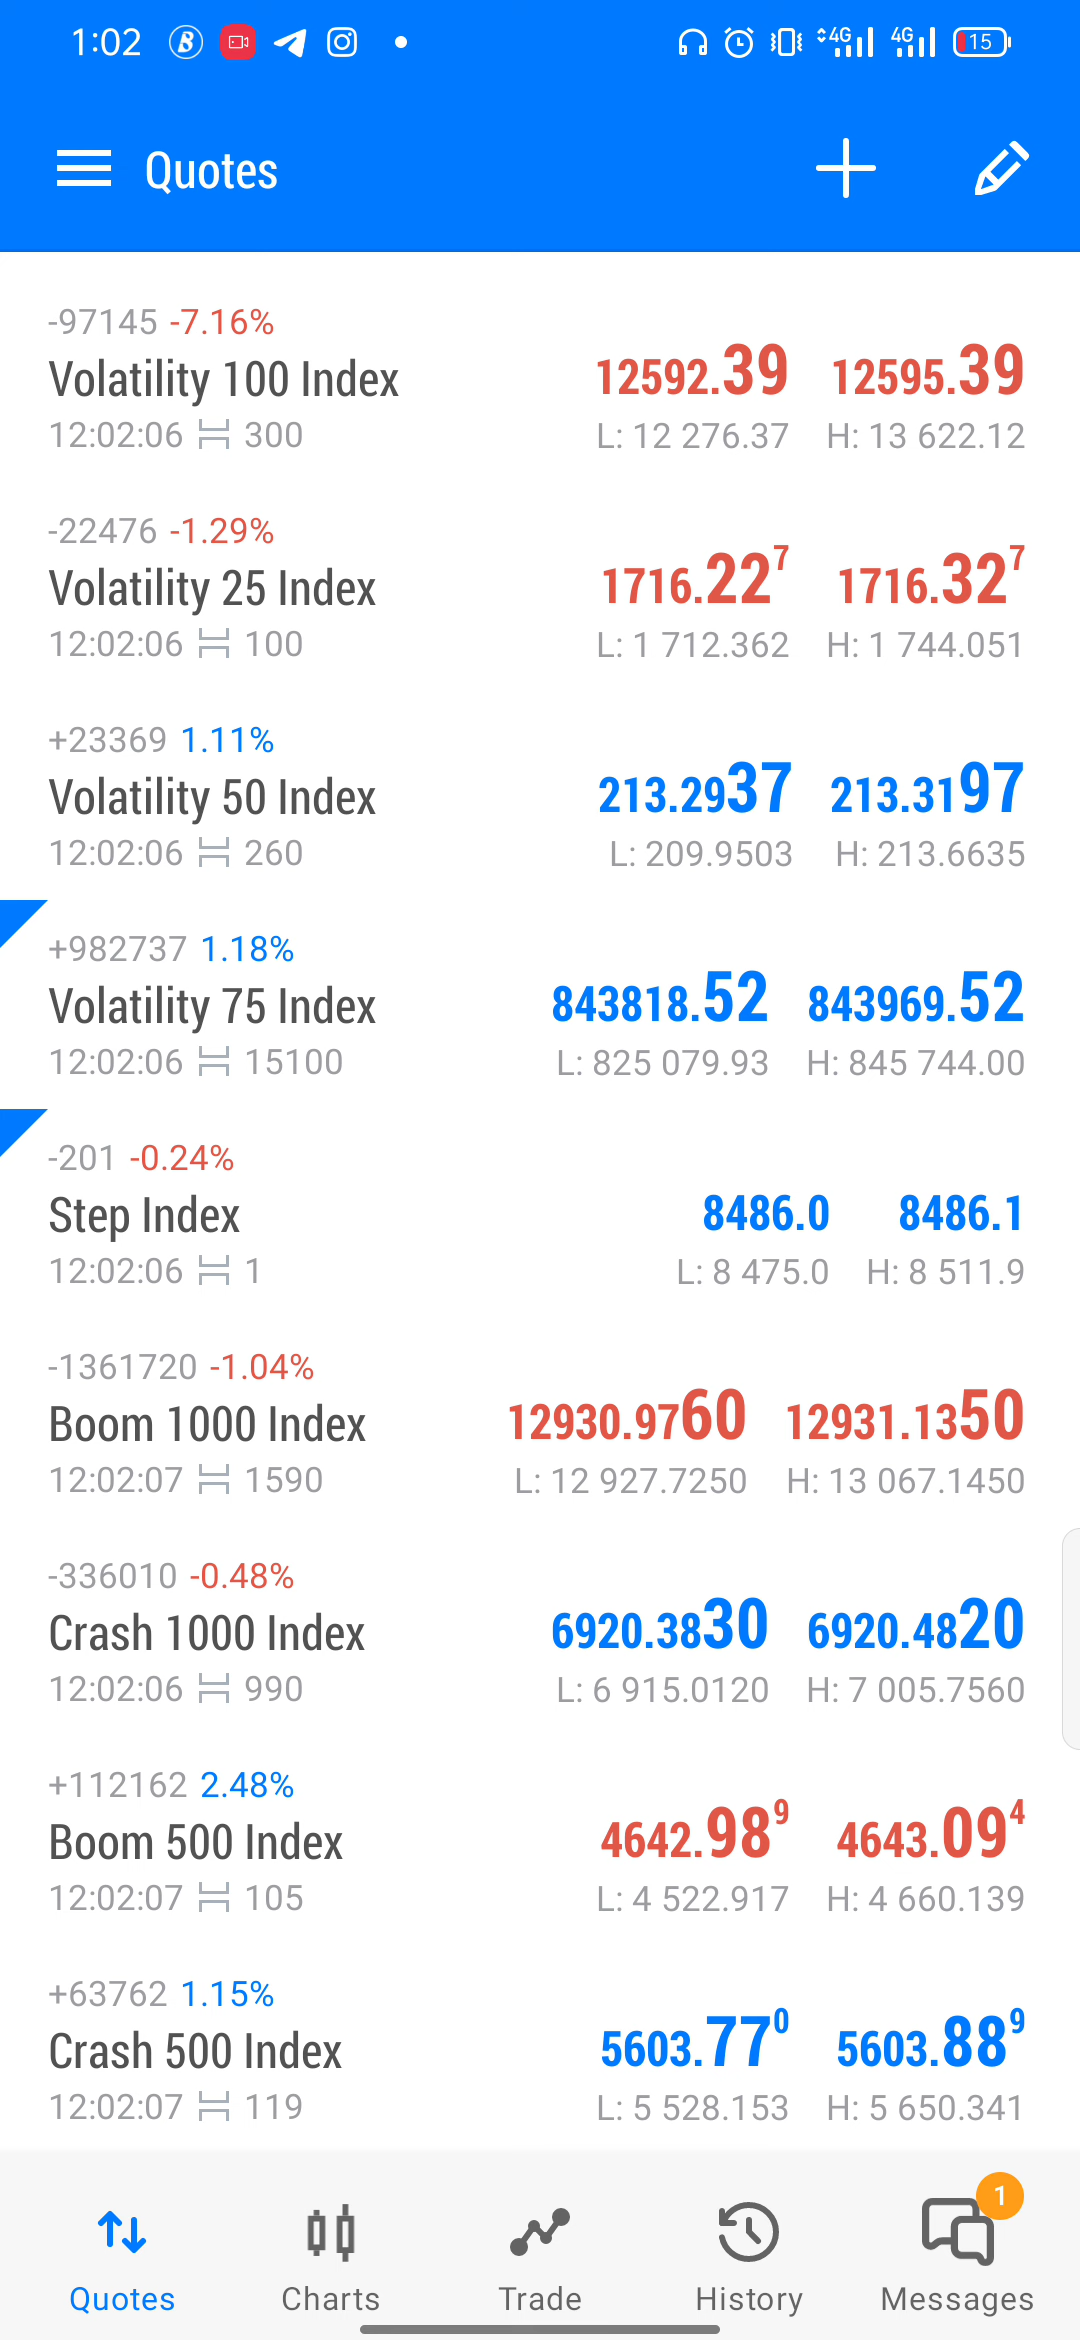 1:02 B 4G 4G 15
Quotes
-97145 -7.16%
Volatility 100 Index 12592.39 12595.39
12:02:06 300 L: 12 276.37 H: 13 622.12
-22476 -1.29%
Volatility 25 Index 1716.227 1716.327
12:02:06 100 L: 1 712.362 H: 1 744.051
+23369 1.11%
Volatility 50 Index 213.2937 213.3197
12:02:06 260 L: 209.9503 H: 213.6635
+982737 1.18%
Volatility 75 Index 843818.52 843969.52
12:02:06 15100 L: 825 079.93 H: 845 744.00
-201 -0.24%
Step Index 8486.0 8486.1
12:02:06 1 L: 8 475.0 H: 8 511.9
-1361720 -1.04%
Boom 1000 Index 12930.9760 12931.1350
12:02:07 1590 L: 12 927.7250 H: 13 067.1450
-336010 -0.48%
Crash 1000 Index 6920.3830 6920.4820
12:02:06 990 L: 6 915.0120 H: 7 005.7560
+112162 2.48%
Boom 500 Index 4642.989 4643.094
12:02:07 105 L: 4 522.917 H: 4 660.139
+63762 1.15%
Crash 500 Index 5603.770 5603.889
12:02:07 119 L: 5 528.153 H: 5 650.341
1
Quotes Charts Trade History Messages